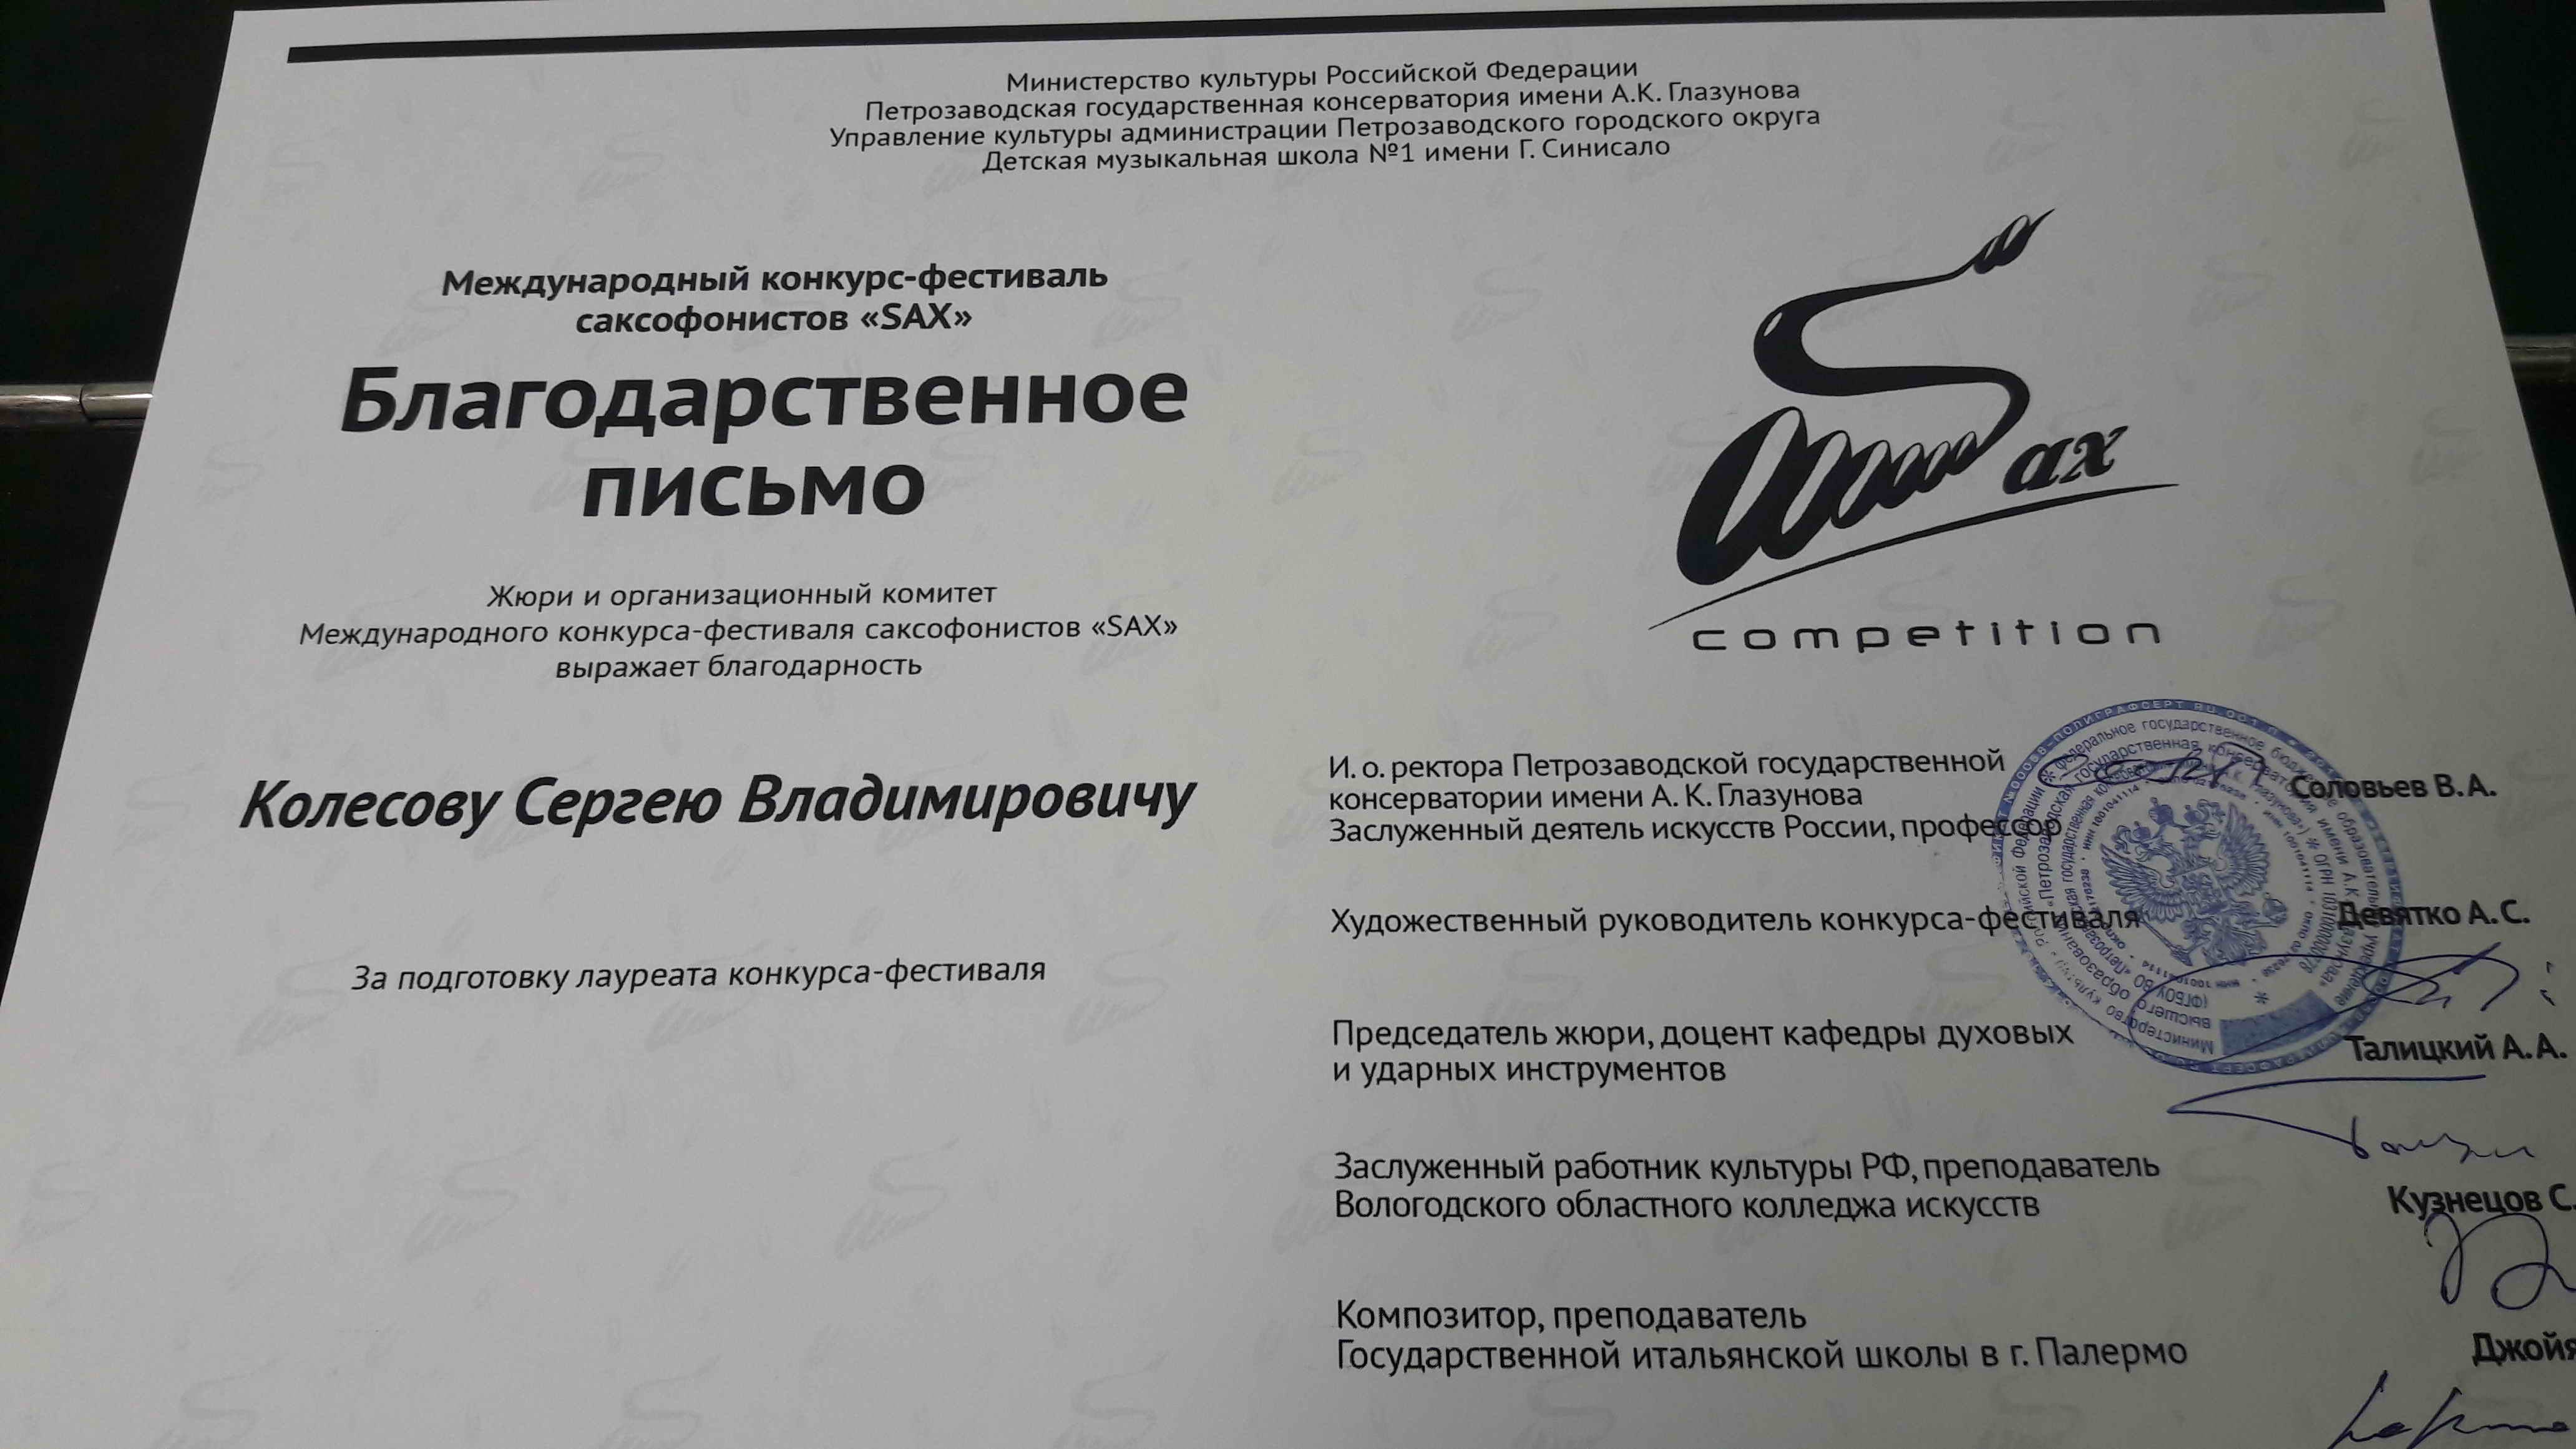 Министерство культуры Российской Федерации
Петрозаводская государственная консерватория имени А.К. Глазунова
Управление культуры администрации Петрозаводского городского округа
Детская музыкальная школа №1 имени Г. Синисало
Международный конкурс-фестиваль
саксофонистов «SAX»
Благодарственное
письмо
Жюри и организационный комитет
Международного конкурса-фестиваля саксофонистов «SAX»
выражает благодарность
Колесову Сергею Владимировичу
За подготовку лауреата конкурса-фестиваля
Sax
competition
И. о. ректора Петрозаводской государственной
консерватории имени А. К. Глазунова
Заслуженный деятель искусств России, профессор
Соловьев В.А.
Художественный руководитель конкурса-фестиваля
Девятко А.С.
Председатель жюри, доцент кафедры духовых
и ударных инструментов
Талицкий А.А.
Заслуженный работник культуры РФ, преподаватель
Вологодского областного колледжа искусств
Кузнецов С.
Композитор, преподаватель
Государственной итальянской школы в г. Палермо